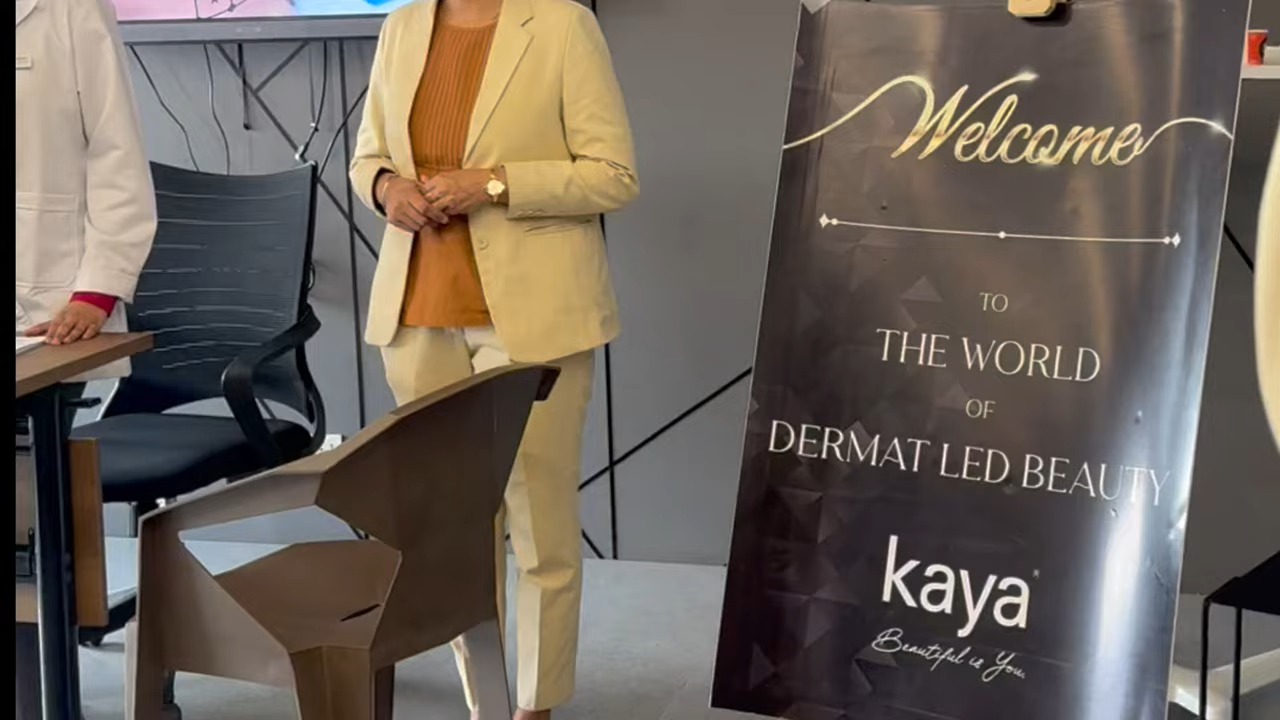 Welcome
TO
THE WORLD
OF
DERMAT LED BEAUTY
kaya
Beautiful is You.